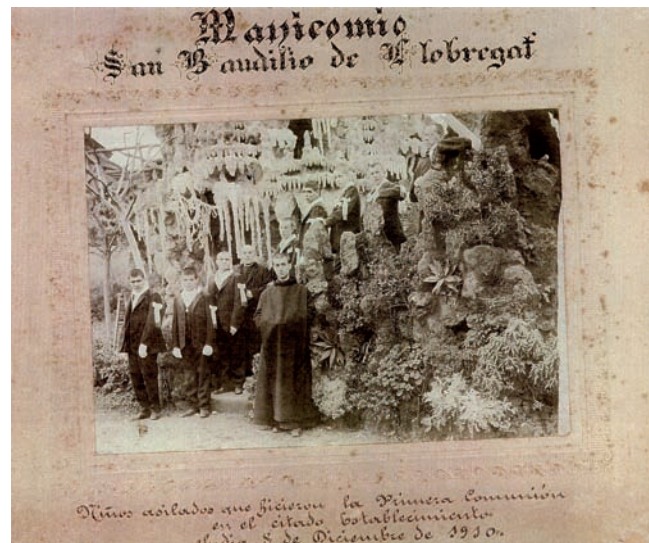 Manicomio
San Baudilio de Llobregat
Niños asilados que hicieron la Primera Comunión
en el citado Establecimiento
el dia 8 de Diciembre de 1910.